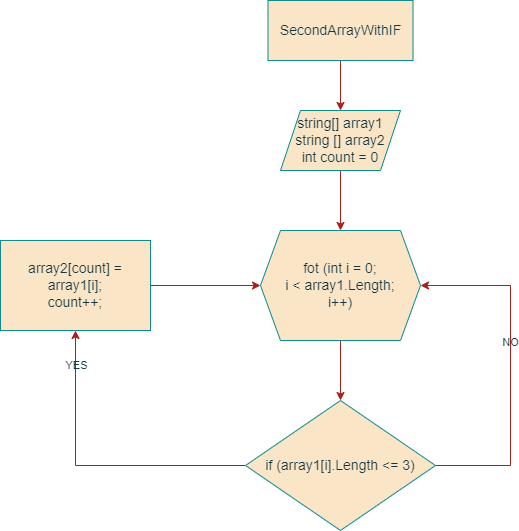 SecondArrayWithIF
string[] array1
string [] array2
int count = 0
fot (int i = 0;
i < array1.Length;
i++)
array2[count] =
array1[i];
count++;
YES
NO
if (array1[i].Length <= 3)